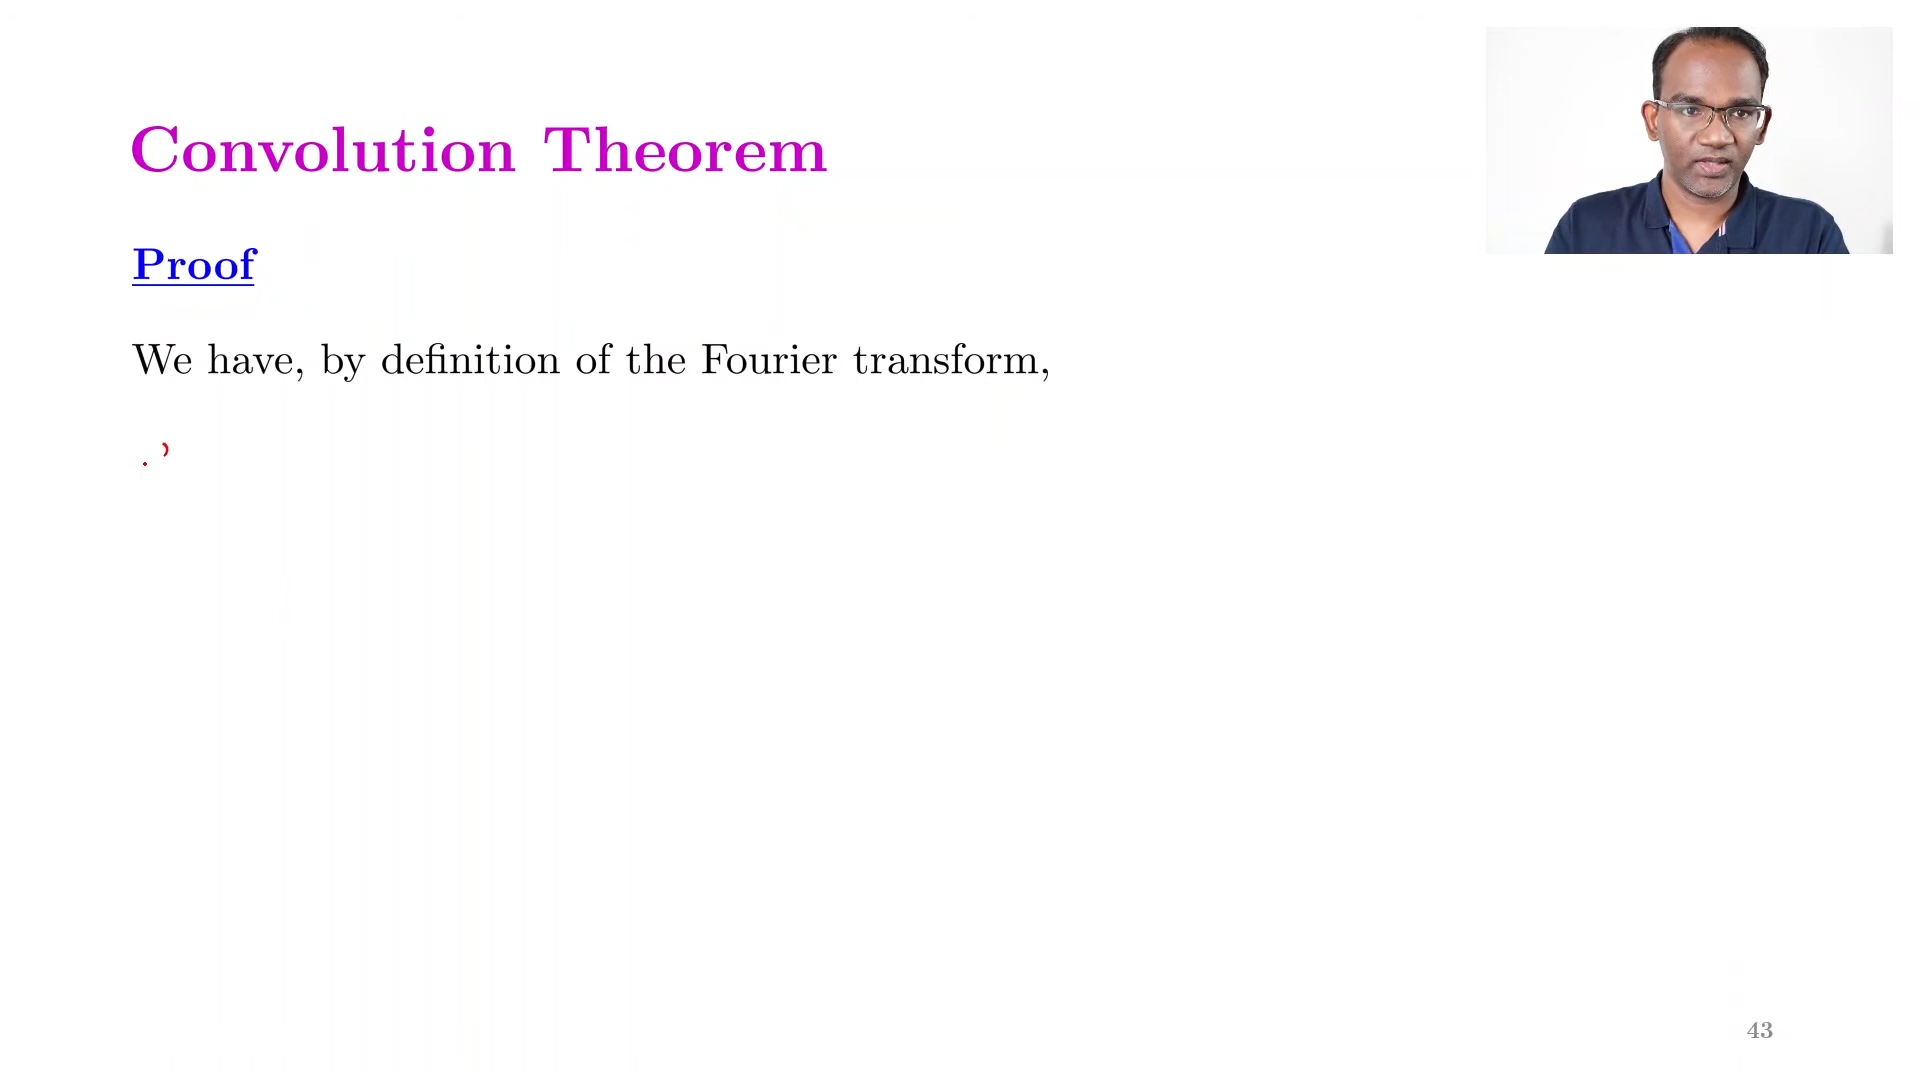 Convolution Theorem
Proof
We have, by definition of the Fourier transform,
43